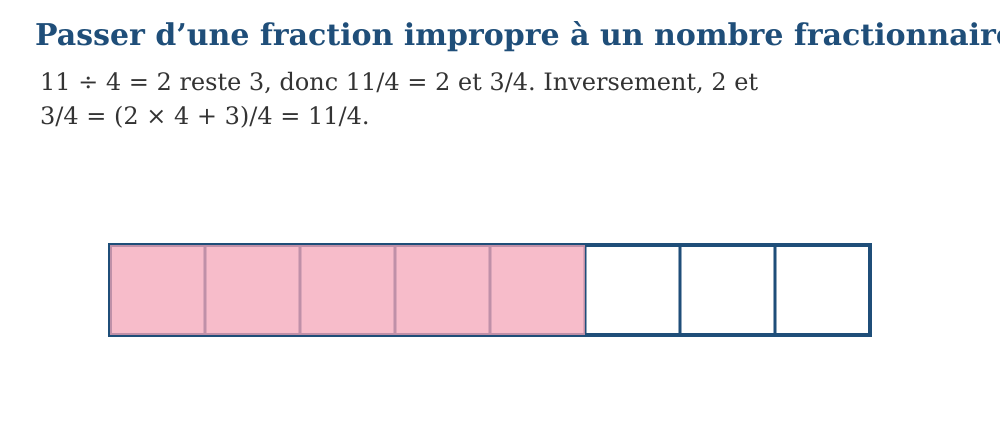 Passer d’une fraction impropre à un nombre fractionnaire
11 ÷ 4 = 2 reste 3, donc 11/4 = 2 et 3/4. Inversement, 2 et
3/4 = (2 × 4 + 3)/4 = 11/4.